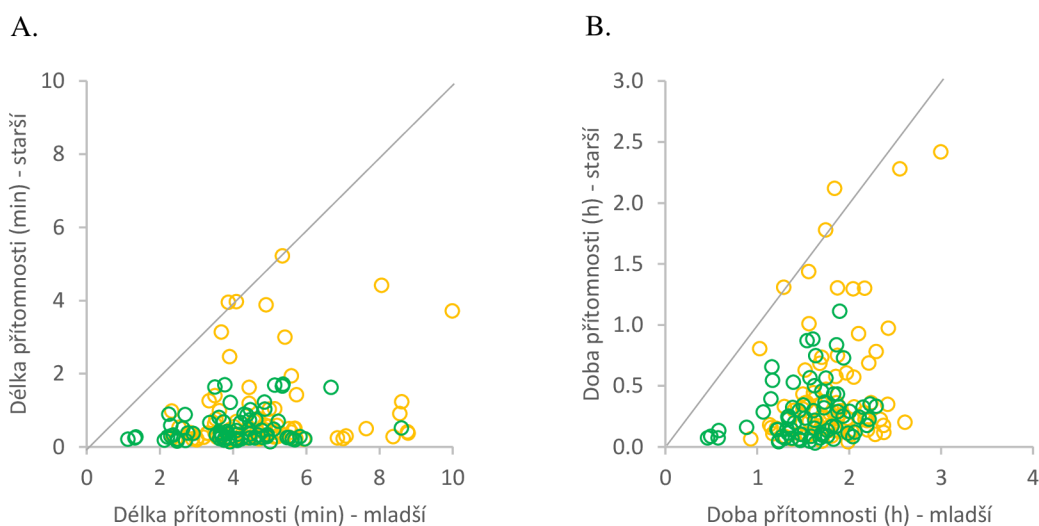 A.
B.
Délka přítomnosti (min) - starší
10
8
6
4
2
0
0 2 4 6 8 10
Délka přítomnosti (min) - mladší
Doba přítomnosti (h) - starší
3.0
2.5
2.0
1.5
1.0
0.5
0.0
0 1 2 3 4
Doba přítomnosti (h) - mladší